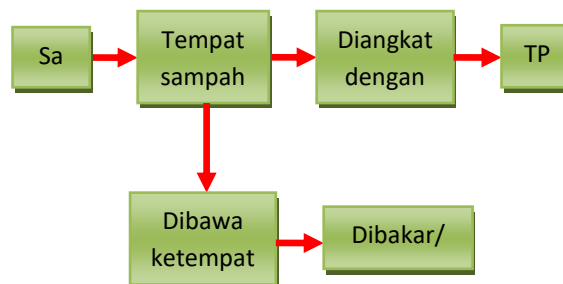 Sa
Tempat
sampah
Diangkat
dengan
TP
Dibawa
ketempat
Dibakar/